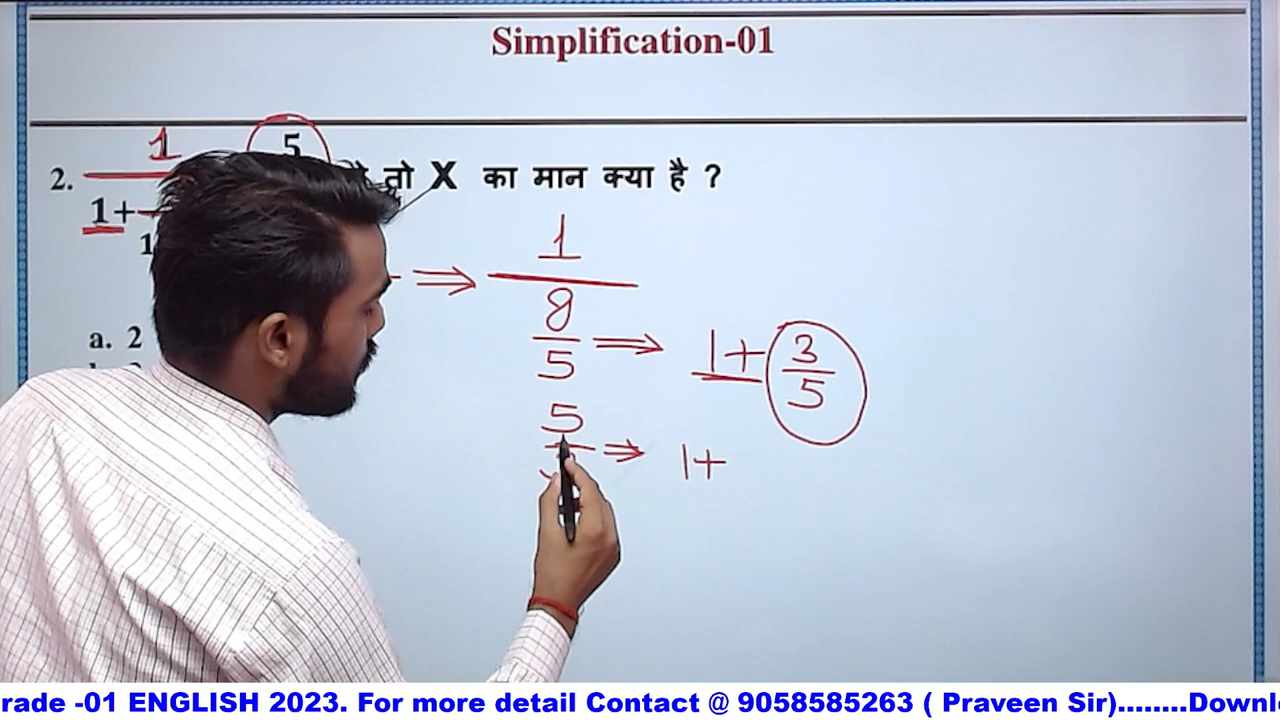 Simplification-01
1
5
2.
तो X का मान क्या है ?
1+
1
1
⇒
8
5
⇒ 1+ 3
5
a. 2
5
⇒ 1+
rade -01 ENGLISH 2023. For more detail Contact @ 9058585263 ( Praveen Sir)........Downl